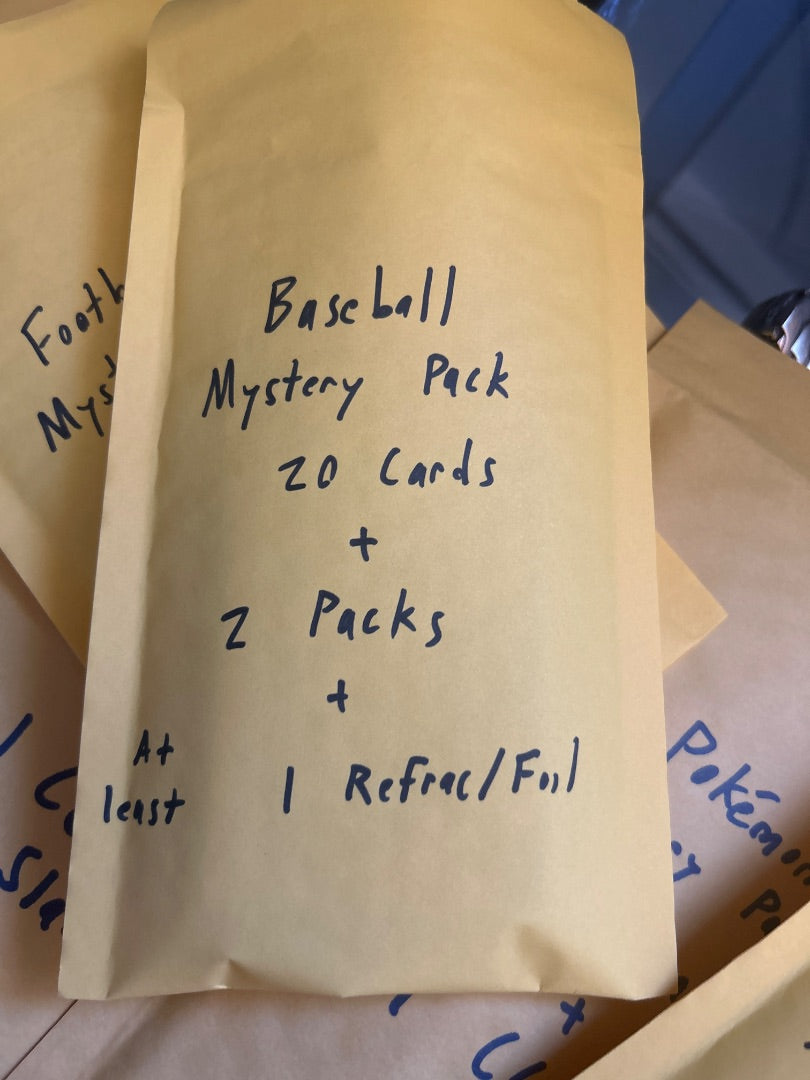 Baseball
Mystery Pack
20 Cards
+
2 Packs
+
At least 1 Refrac/Foil
Pokémon
+